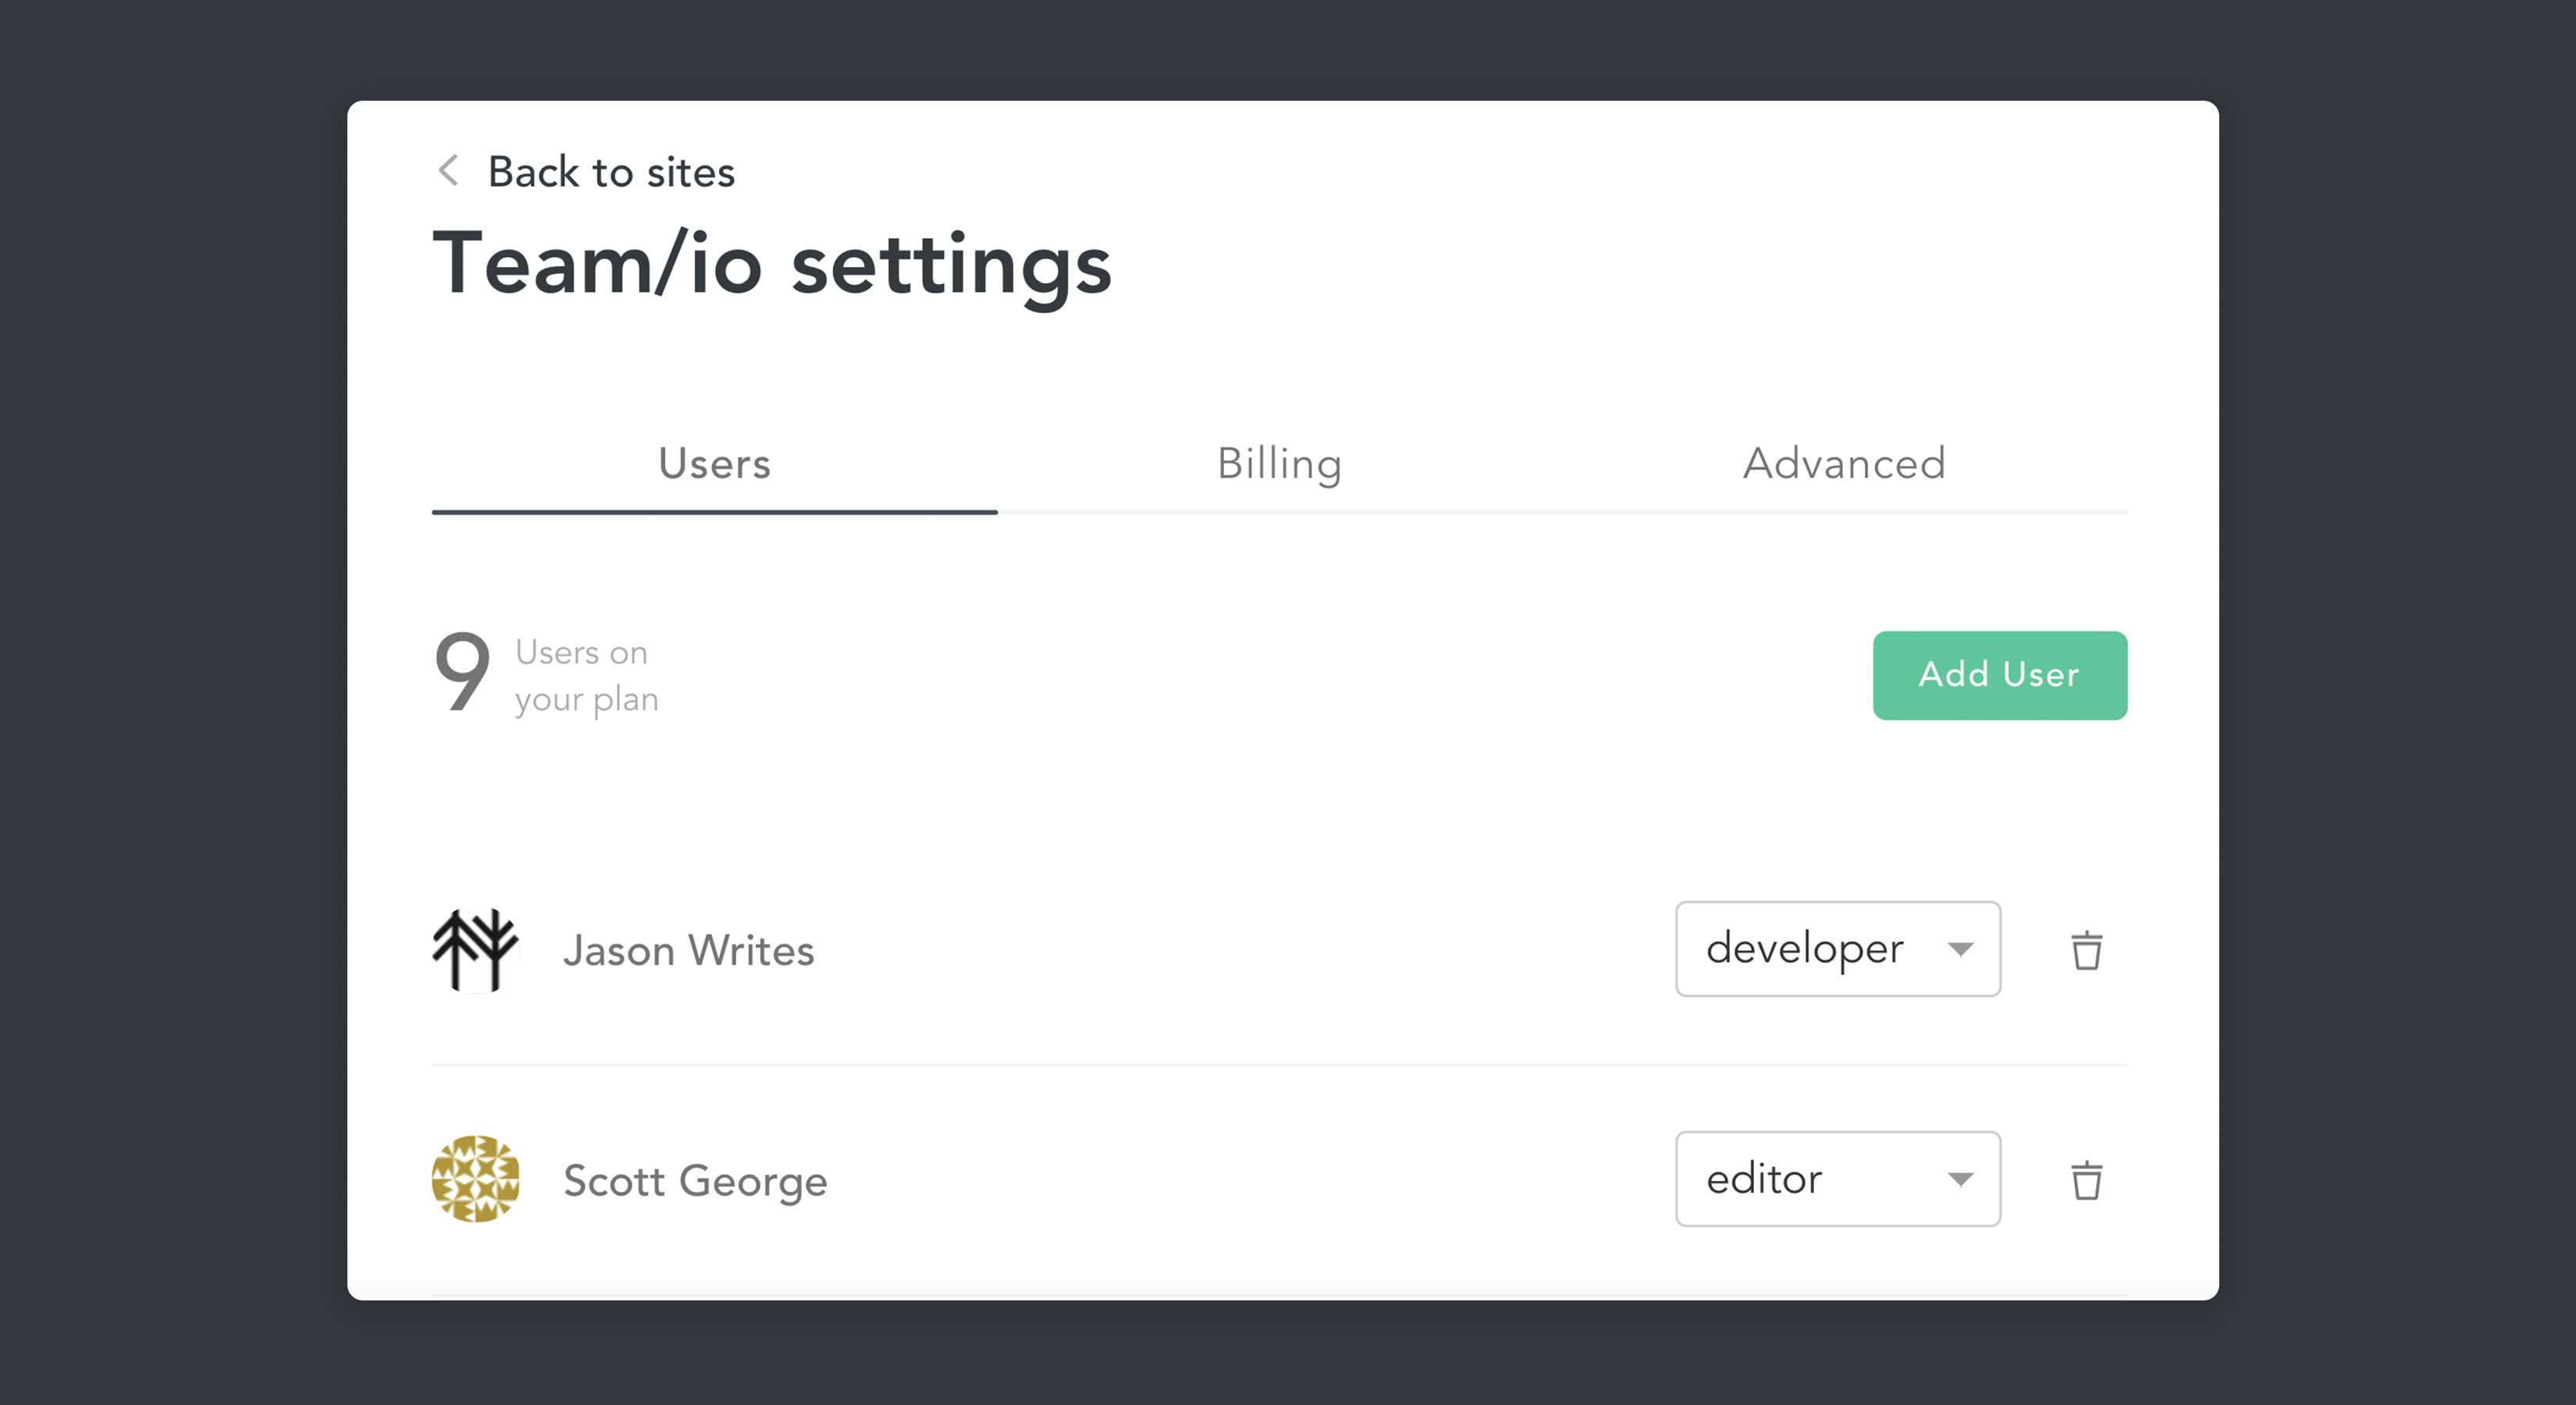 Back to sites
Team/io settings
Users
Billing
Advanced
9
Users on
your plan
Add User
Jason Writes
developer
Scott George
editor